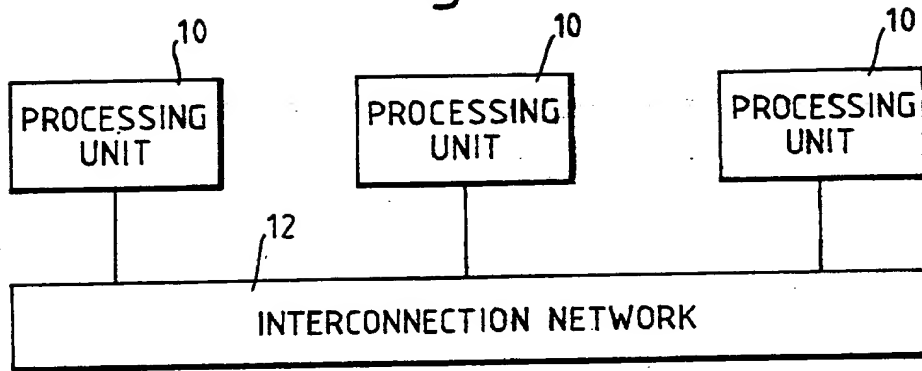 10
10
10
PROCESSING
UNIT
PROCESSING
UNIT
PROCESSING
UNIT
12
INTERCONNECTION NETWORK